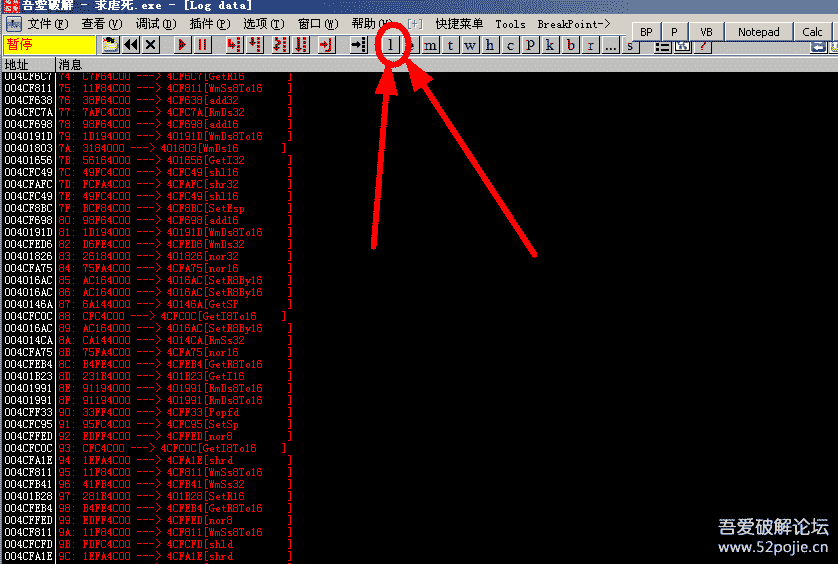 吾爱破解 - 求虐死.exe - [Log data]
文件(F) 查看(V) 调试(D) 插件(P) 选项(T) 窗口(W) 帮助(H) [+] 快捷菜单 Tools BreakPoint->
BP P VB Notepad Calc
暂停 l e m t w h c p k b r ... s ?
地址 消息
004CF6C7 74: C7F64C00 ---> 4CF6C7[GetR16 ]
004CF811 75: 11F84C00 ---> 4CF811[WmSs8To16 ]
004CF638 76: 38F64C00 ---> 4CF638[add32 ]
004CFC7A 77: 7AFC4C00 ---> 4CFC7A[RmDs32 ]
004CF698 78: 98F64C00 ---> 4CF698[add16 ]
0040191D 79: 1D194000 ---> 40191D[WmDs8To16 ]
00401803 7A: 3184000 ---> 401803[WmDs16 ]
00401656 7B: 56164000 ---> 401656[GetI32 ]
004CFC49 7C: 49FC4C00 ---> 4CFC49[shl16 ]
004CFAFC 7D: FCFA4C00 ---> 4CFAFC[shr32 ]
004CFC49 7E: 49FC4C00 ---> 4CFC49[shl16 ]
004CF8BC 7F: BCF84C00 ---> 4CF8BC[SetEsp ]
004CF698 80: 98F64C00 ---> 4CF698[add16 ]
0040191D 81: 1D194000 ---> 40191D[WmDs8To16 ]
004CFED6 82: D6FE4C00 ---> 4CFED6[WmDs32 ]
00401826 83: 26184000 ---> 401826[nor32 ]
004CFA75 84: 75FA4C00 ---> 4CFA75[nor16 ]
004016AC 85: AC164000 ---> 4016AC[SetR8By16 ]
004016AC 86: AC164000 ---> 4016AC[SetR8By16 ]
0040146A 87: 6A144000 ---> 40146A[GetSP ]
004CFC0C 88: CFC4C00 ---> 4CFC0C[GetI8To16 ]
004016AC 89: AC164000 ---> 4016AC[SetR8By16 ]
004014CA 8A: CA144000 ---> 4014CA[RmSs32 ]
004CFA75 8B: 75FA4C00 ---> 4CFA75[nor16 ]
004CFEB4 8C: B4FE4C00 ---> 4CFEB4[GetR8To16 ]
00401B23 8D: 231B4000 ---> 401B23[GetI16 ]
00401991 8E: 91194000 ---> 401991[RmDs8To16 ]
00401991 8F: 91194000 ---> 401991[RmDs8To16 ]
004CFF33 90: 33FF4C00 ---> 4CFF33[Popfd ]
004CFC95 91: 95FC4C00 ---> 4CFC95[SetSp ]
004CFFED 92: EDFF4C00 ---> 4CFFED[nor8 ]
004CFC0C 93: CFC4C00 ---> 4CFC0C[GetI8To16 ]
004CFA1E 94: 1EFA4C00 ---> 4CFA1E[shrd ]
004CF811 95: 11F84C00 ---> 4CF811[WmSs8To16 ]
004CFB41 96: 41FB4C00 ---> 4CFB41[WmSs32 ]
00401B28 97: 281B4000 ---> 401B28[SetR16 ]
004CFEB4 98: B4FE4C00 ---> 4CFEB4[GetR8To16 ]
004CFFED 99: EDFF4C00 ---> 4CFFED[nor8 ]
004CF811 9A: 11F84C00 ---> 4CF811[WmSs8To16 ]
004CFCFD 9B: FDFC4C00 ---> 4CFCFD[shld ]
004CFA1E 9C: 1EFA4C00 ---> 4CFA1E[shrd ]
吾爱破解论坛
www.52pojie.cn